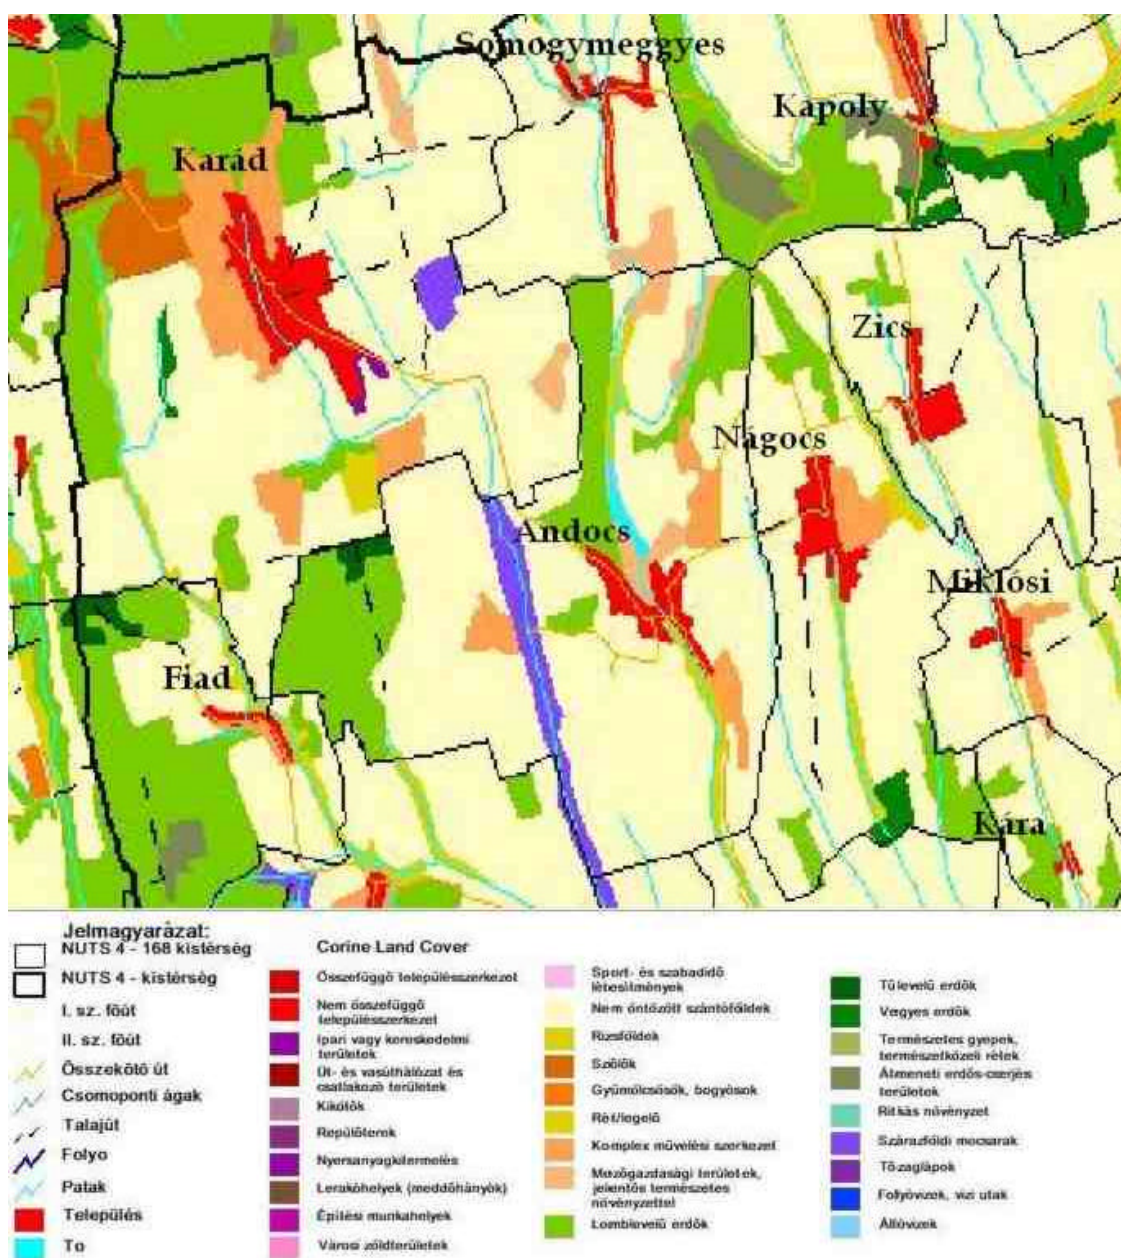 Somogymeggyes
Kapoly
Karád
Zics
Nágocs
Andocs
Miklósi
Fiad
Kára
Jelmagyarázat:
NUTS 4 - 168 kistérség
NUTS 4 - kistérség
I. sz. főút
II. sz. főút
Összekötő út
Csomoponti ágak
Talajút
Folyo
Patak
Település
To
Corine Land Cover
Összefüggő településszerkezet
Nem összefüggő
településszerkezet
Ipari vagy kereskedelmi
területek
Út- és vasúthálózat és
csatlakozó területek
Kikötők
Repülőterek
Nyersanyagkitermelés
Lerakóhelyek (meddőhányók)
Építési munkahelyek
Városi zöldterületek
Sport- és szabadidő
létesítmények
Nem öntözött szántóföldek
Rizsföldek
Szőlők
Gyümölcsösök, bogyósok
Rét/legelő
Komplex művelési szerkezet
Mezőgazdasági területek,
jelentős természetes
növényzettel
Lomblevelű erdők
Tűlevelű erdők
Vegyes erdők
Természetes gyepek,
természetközeli rétek
Átmeneti erdős-cserjés
területek
Ritkás növényzet
Szárazföldi mocsarak
Tőzeglápok
Folyóvizek, vizi utak
Állóvizek